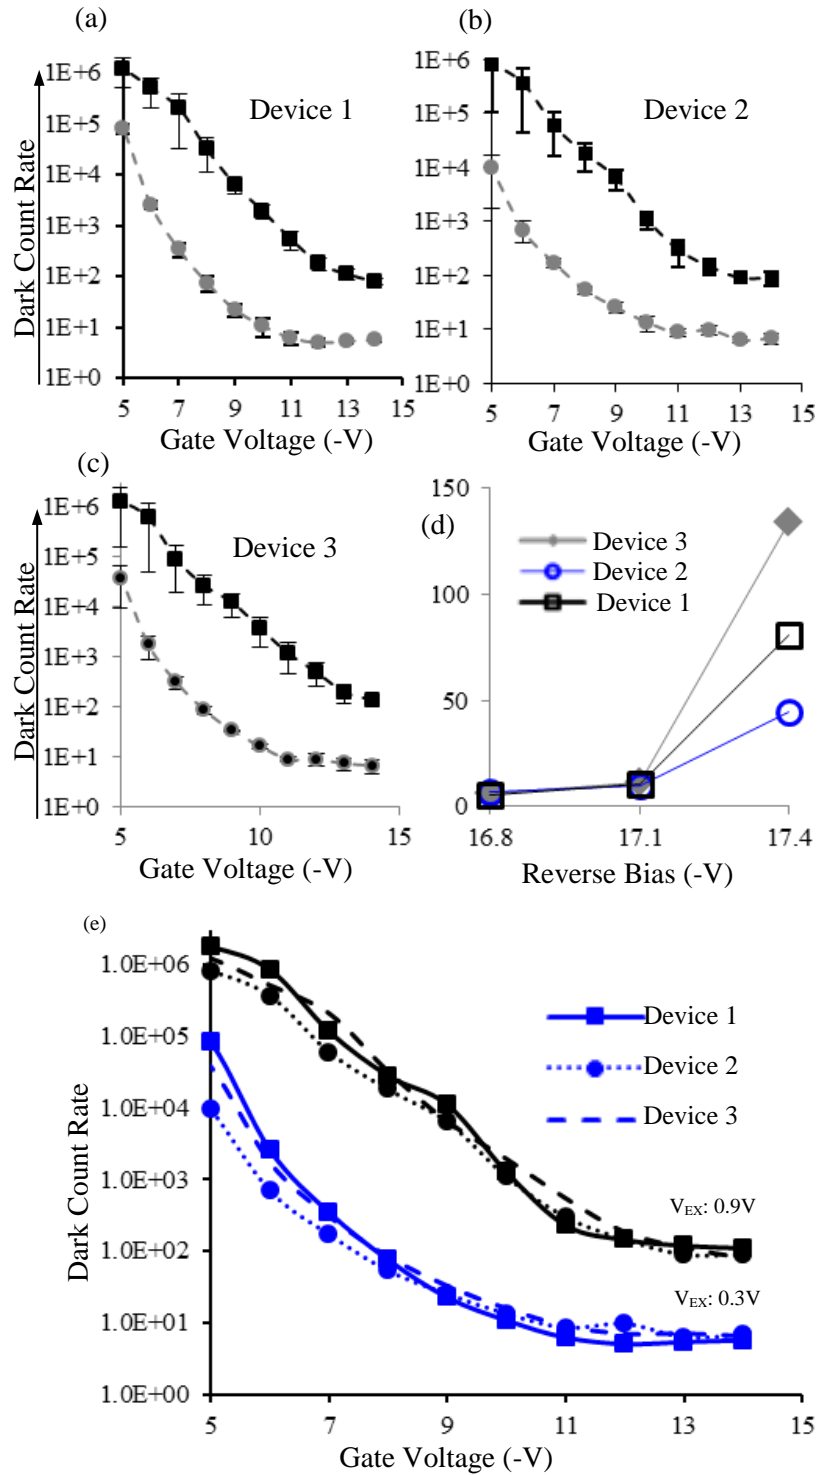 (a)
Device 1
Dark Count Rate
1E+6
1E+5
1E+4
1E+3
1E+2
1E+1
1E+0
5 7 9 11 13 15
Gate Voltage (-V)
(b)
Device 2
1E+6
1E+5
1E+4
1E+3
1E+2
1E+1
1E+0
5 7 9 11 13 15
Gate Voltage (-V)
(c)
Device 3
Dark Count Rate
1E+6
1E+5
1E+4
1E+3
1E+2
1E+1
1E+0
5 10 15
Gate Voltage (-V)
(d)
150
100
50
0
Device 3
Device 2
Device 1
16.8 17.1 17.4
Reverse Bias (-V)
(e)
Dark Count Rate
1.0E+06
1.0E+05
1.0E+04
1.0E+03
1.0E+02
1.0E+01
1.0E+00
Device 1
Device 2
Device 3
VEX: 0.9V
VEX: 0.3V
5 7 9 11 13 15
Gate Voltage (-V)